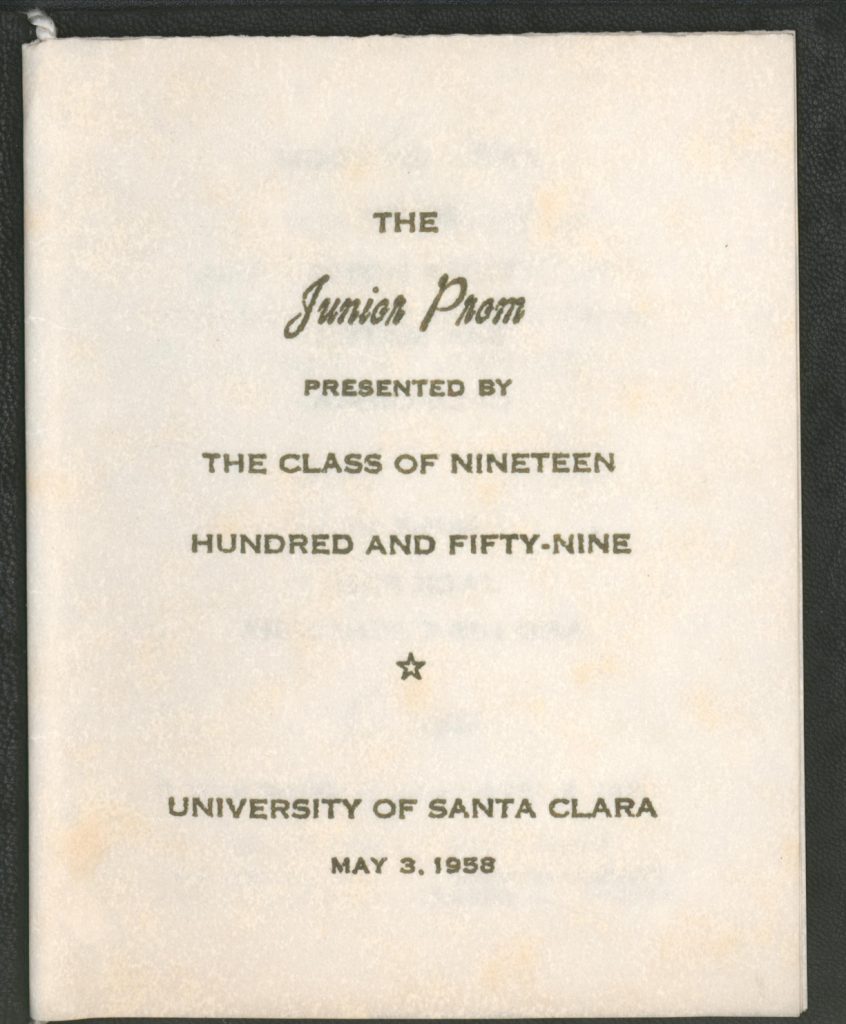 THE
Junior Prom
PRESENTED BY
THE CLASS OF NINETEEN
HUNDRED AND FIFTY-NINE
UNIVERSITY OF SANTA CLARA
MAY 3, 1958